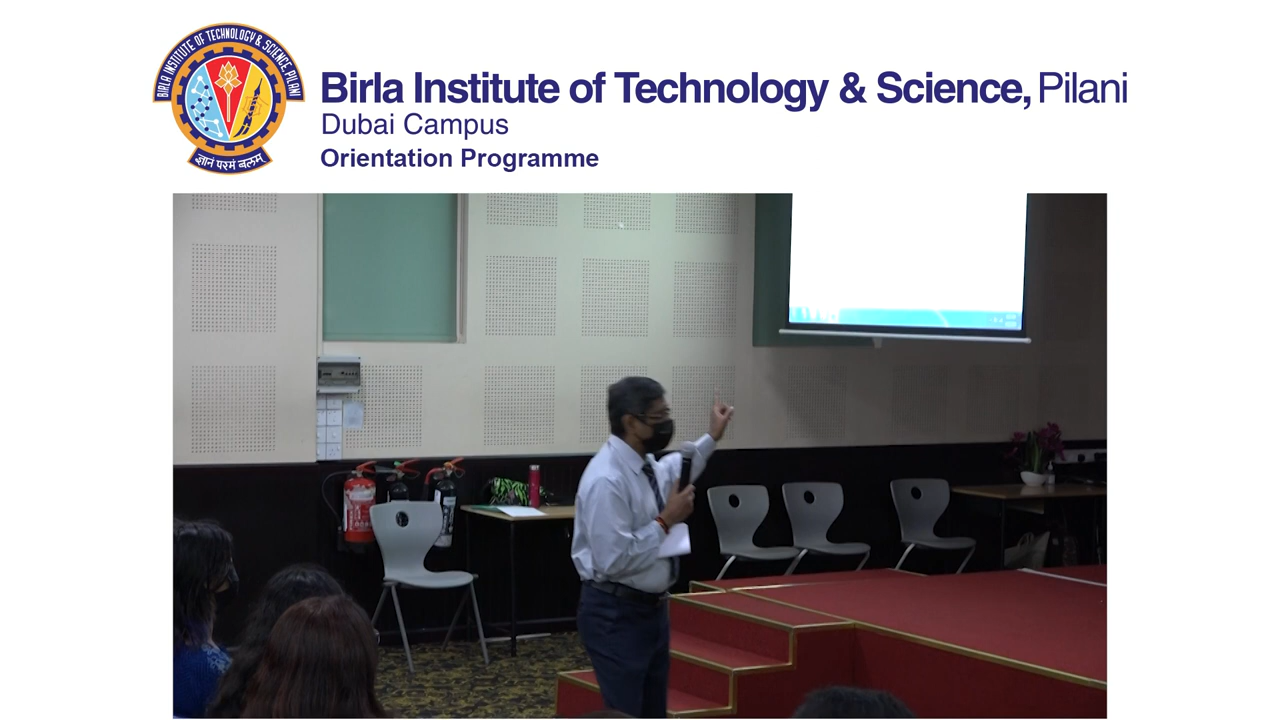 BIRLA INSTITUTE OF TECHNOLOGY & SCIENCE, PILANI
ज्ञानं परमं बलम्
Birla Institute of Technology & Science, Pilani
Dubai Campus
Orientation Programme